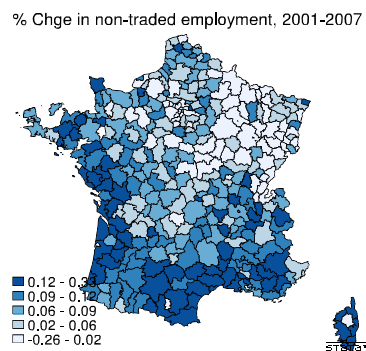 % Chge in non-traded employment, 2001-2007
0.12 - 0.33
0.09 - 0.12
0.06 - 0.09
0.02 - 0.06
-0.26 - 0.02